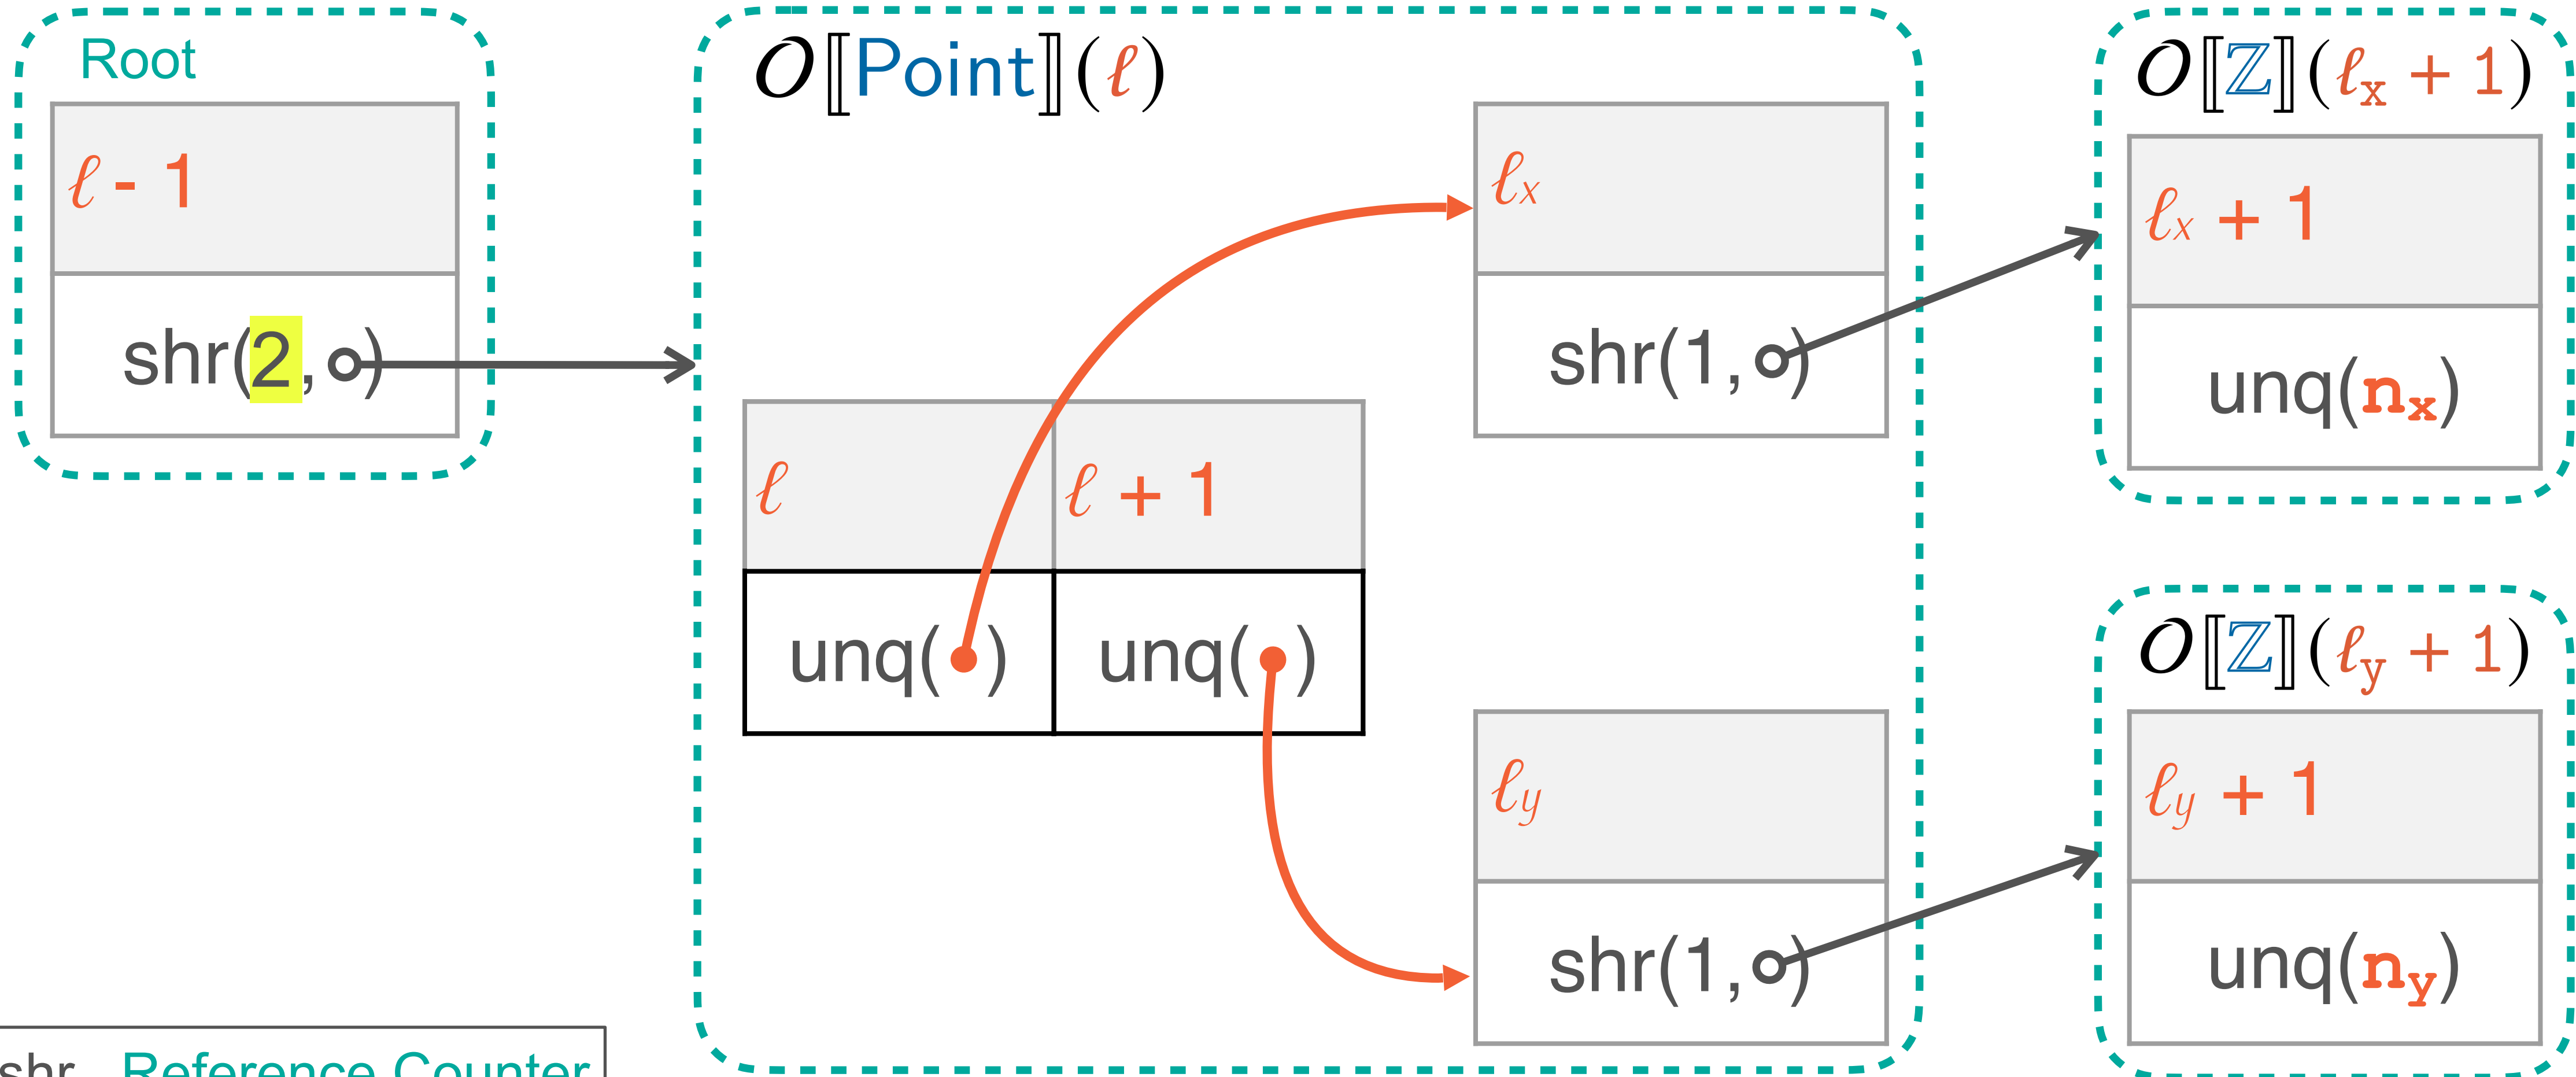 Root
ℓ - 1
shr(2, )
𝒪⟦Point⟧(ℓ)
ℓx
shr(1, )
ℓ
ℓ + 1
unq( )
unq( )
ℓy
shr(1, )
𝒪⟦ℤ⟧(ℓx + 1)
ℓx + 1
unq(nx)
𝒪⟦ℤ⟧(ℓy + 1)
ℓy + 1
unq(ny)
shr Reference Counter